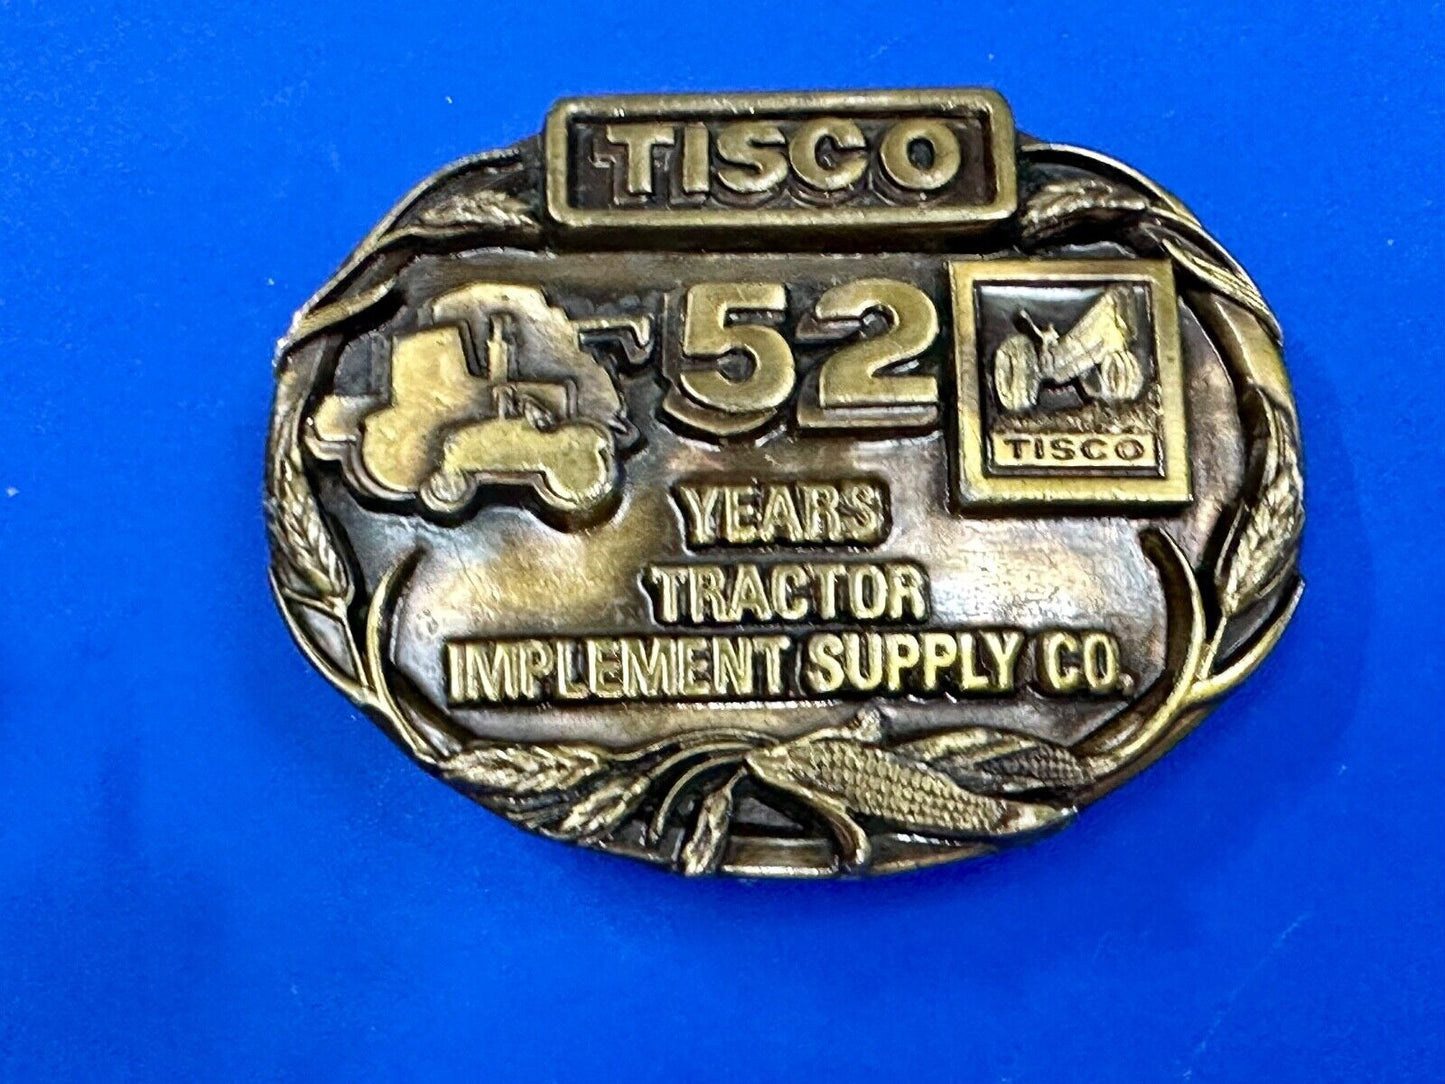 TISCO
52
TISCO
YEARS
TRACTOR
IMPLEMENT SUPPLY CO.